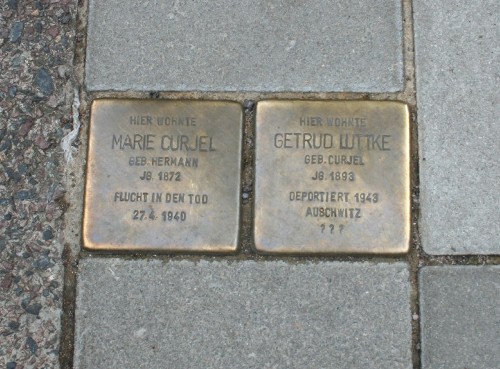 HIER WOHNTE
MARIE CURJEL
GEB. HERMANN
JG. 1872
FLUCHT IN DEN TOD
27.4. 1940
HIER WOHNTE
GETRUD LÜTTKE
GEB. CURJEL
JG. 1893
DEPORTIERT 1943
AUSCHWITZ
? ? ?